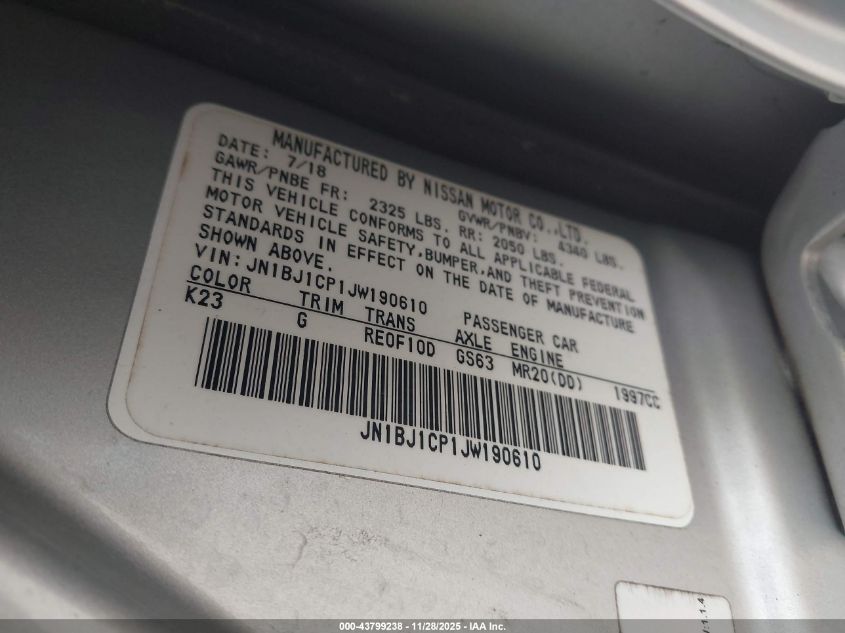 MANUFACTURED BY NISSAN MOTOR CO.,LTD.
DATE: 7/18 GVWR/PNBV: 4340 LBS.
GAWR/PNBE FR: 2325 LBS. RR: 2050 LBS.
THIS VEHICLE CONFORMS TO ALL APPLICABLE FEDERAL
MOTOR VEHICLE SAFETY,BUMPER,AND THEFT PREVENTION
STANDARDS IN EFFECT ON THE DATE OF MANUFACTURE
SHOWN ABOVE.
VIN:JN1BJ1CP1JW190610 PASSENGER CAR
COLOR TRIM TRANS AXLE ENGINE
K23 G RE0F10D GS63 MR20(DD) 1997CC
JN1BJ1CP1JW190610
000-43799238 - 11/28/2025 - IAA Inc.